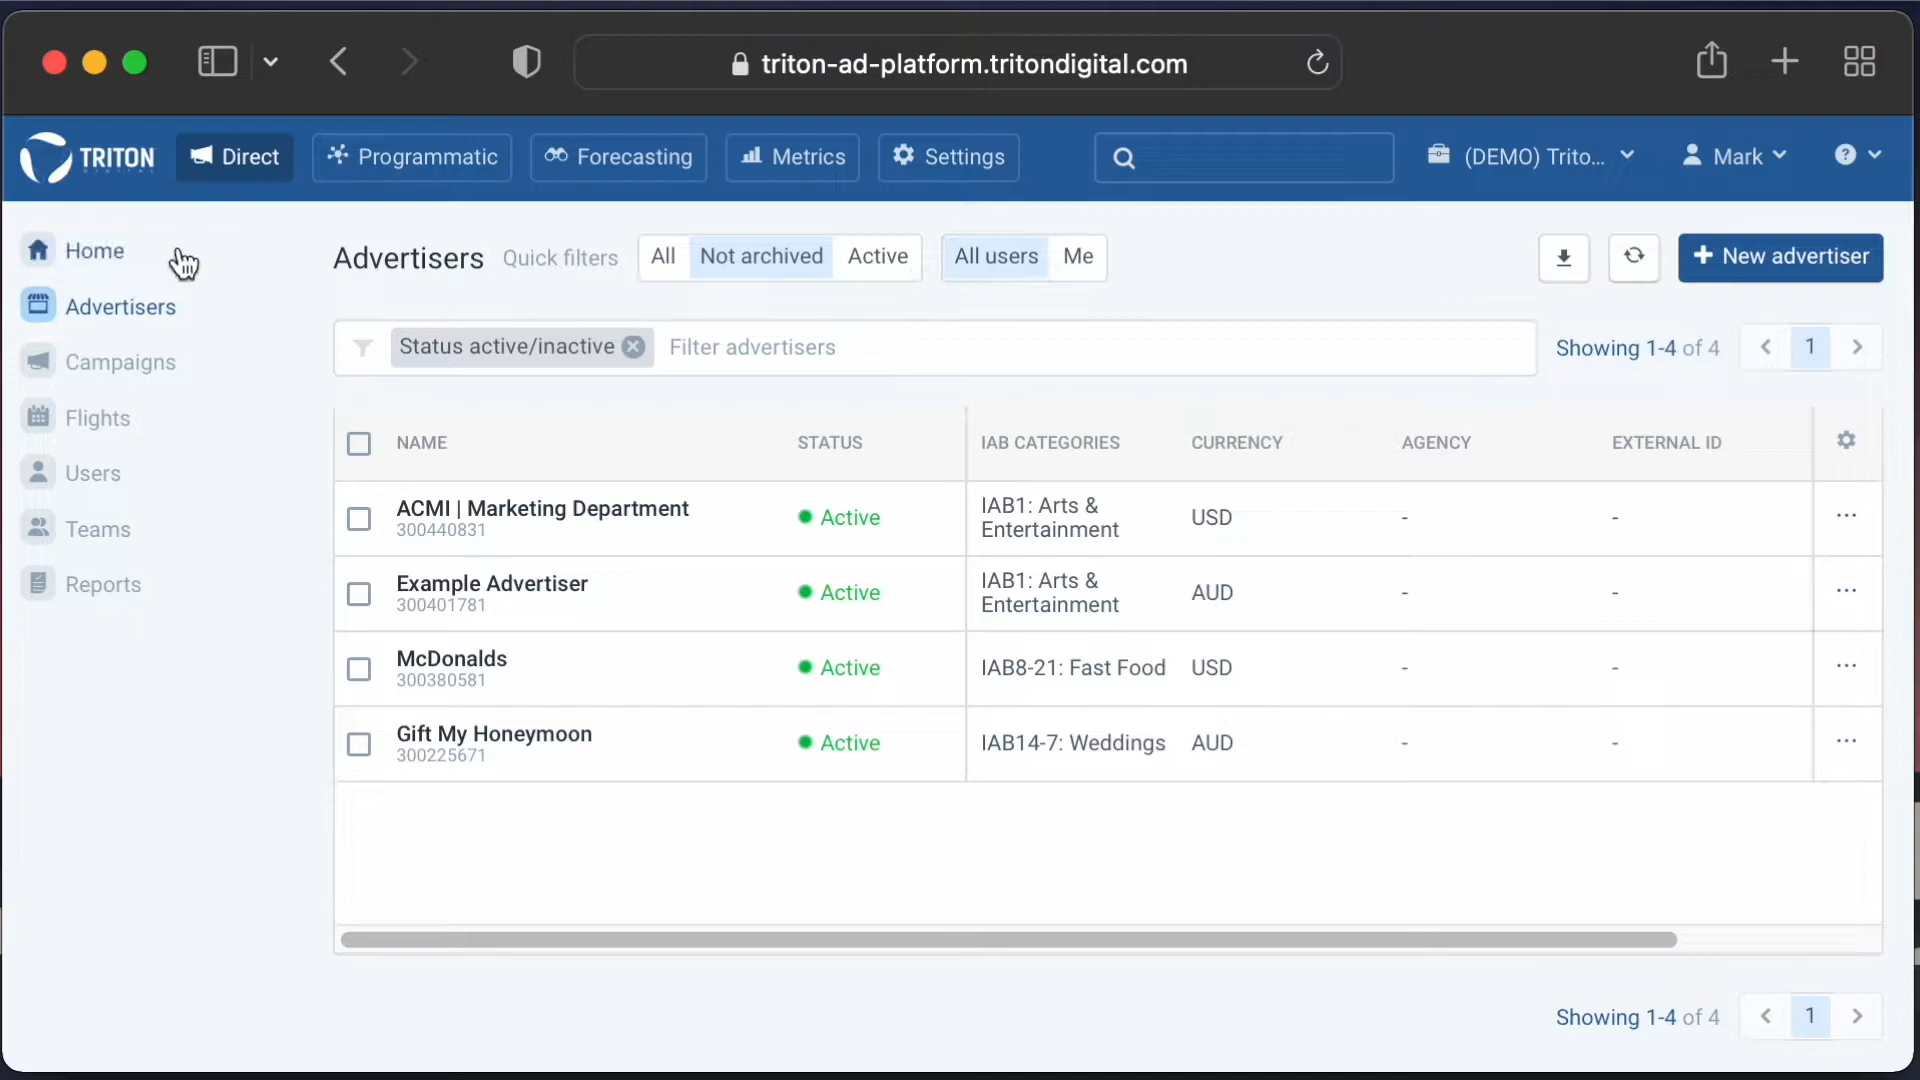 triton-ad-platform.tritondigital.com
TRITON
DIGITAL
Direct
Programmatic
Forecasting
Metrics
Settings
(DEMO) Trito...
Mark
?
Home
Advertisers
Campaigns
Flights
Users
Teams
Reports
Advertisers
Quick filters
All
Not archived
Active
All users
Me
+ New advertiser
Status active/inactive
Filter advertisers
Showing 1-4 of 4
1
NAME STATUS IAB CATEGORIES CURRENCY AGENCY EXTERNAL ID
ACMI | Marketing Department
300440831
Active
IAB1: Arts &
Entertainment
USD
-
-
...
Example Advertiser
300401781
Active
IAB1: Arts &
Entertainment
AUD
-
-
...
McDonalds
300380581
Active
IAB8-21: Fast Food
USD
-
-
...
Gift My Honeymoon
300225671
Active
IAB14-7: Weddings
AUD
-
-
...
Showing 1-4 of 4
1